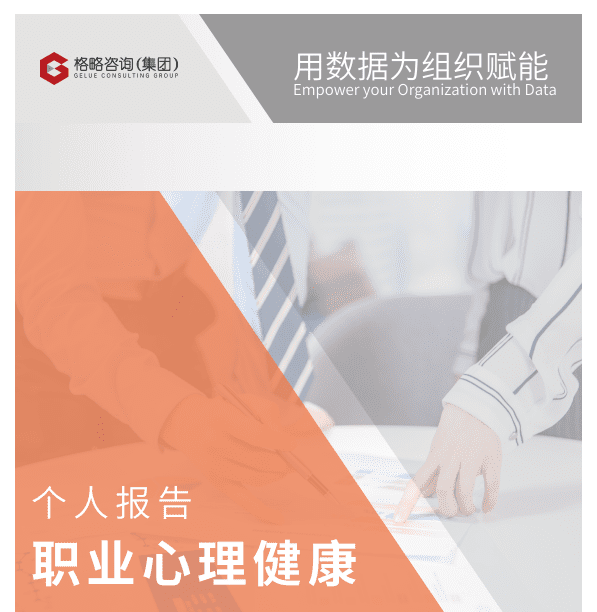 格略咨询(集团)
GELUE CONSULTING GROUP
用数据为组织赋能
Empower your Organization with Data
个人报告
职业心理健康